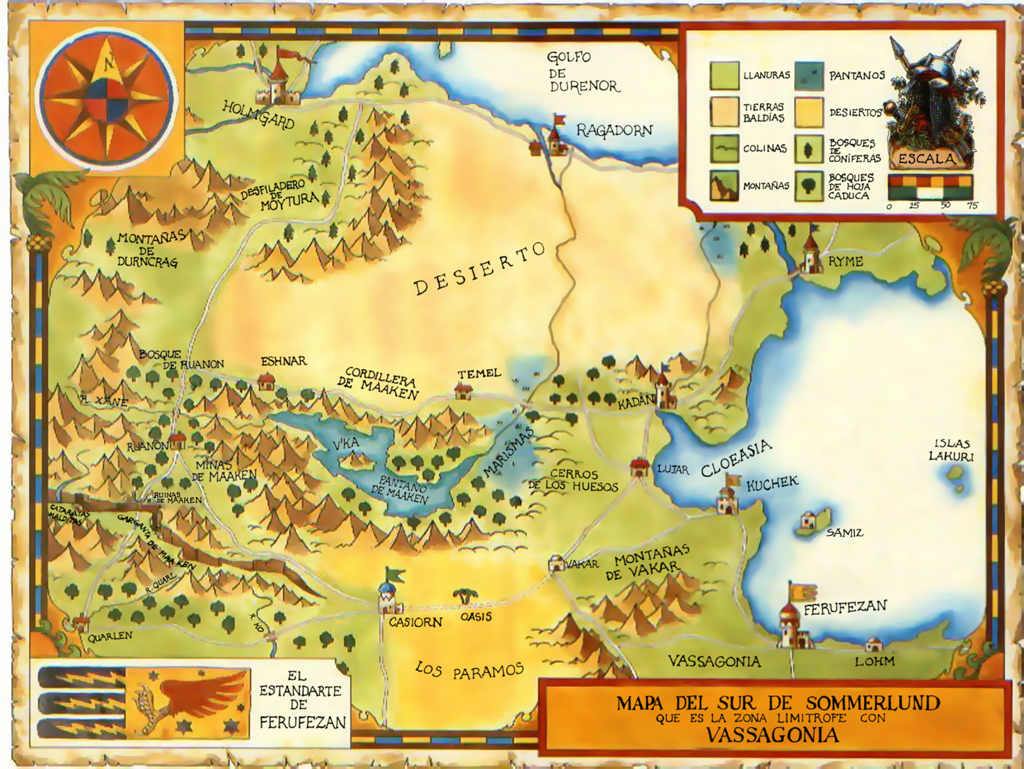 N
HOLMGARD
GOLFO
DE
DURENOR
RAGADORN
LLANURAS
PANTANOS
TIERRAS
BALDÍAS
DESIERTOS
COLINAS
BOSQUES
DE
CONÍFERAS
MONTAÑAS
BOSQUES
DE HOJA
CADUCA
ESCALA
0 25 50 75
DESFILADERO
DE
MOYTURA
MONTAÑAS
DE
DURNCRAG
DESIERTO
RYME
BOSQUE
DE RUANON
ESHNAR
CORDILLERA
DE MAAKEN
TEMEL
KADAN
R. XANE
RUANON
V'KA
MARISMAS
MINAS
DE MAAKEN
PANTANO
DE MAAKEN
CERROS
DE LOS HUESOS
LUJAR
CLOEASIA
KUCHEK
ISLAS
LAKURI
SAMIZ
RUINAS
DE MAAKEN
CATARATAS
MALDITAS
GARGANTA DE MAAKEN
R. QUARL
R. KO
QUARLEN
CASIORN
OASIS
VAKAR
MONTAÑAS
DE VAKAR
FERUFEZAN
LOS PARAMOS
VASSAGONIA
LOHM
EL
ESTANDARTE
DE
FERUFEZAN
MAPA DEL SUR DE SOMMERLUND
QUE ES LA ZONA LIMITROFE CON
VASSAGONIA